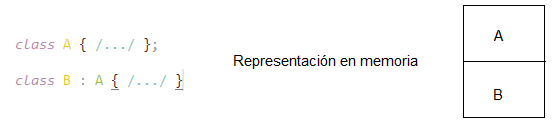 class A { /.../ };
class B : A { /.../ }
Representación en memoria
A
B